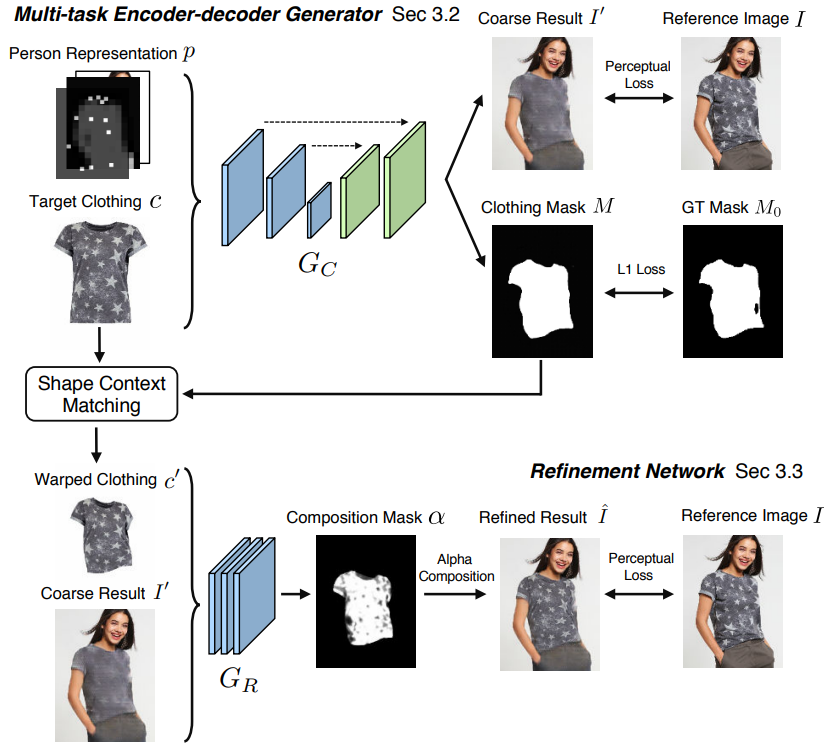 Multi-task Encoder-decoder Generator Sec 3.2
Person Representation p
Target Clothing c
G_C
Coarse Result I′
Reference Image I
Perceptual
Loss
Clothing Mask M
GT Mask M_0
L1 Loss
Shape Context
Matching
Refinement Network Sec 3.3
Warped Clothing c′
Coarse Result I′
G_R
Composition Mask α
Alpha
Composition
Refined Result Î
Reference Image I
Perceptual
Loss